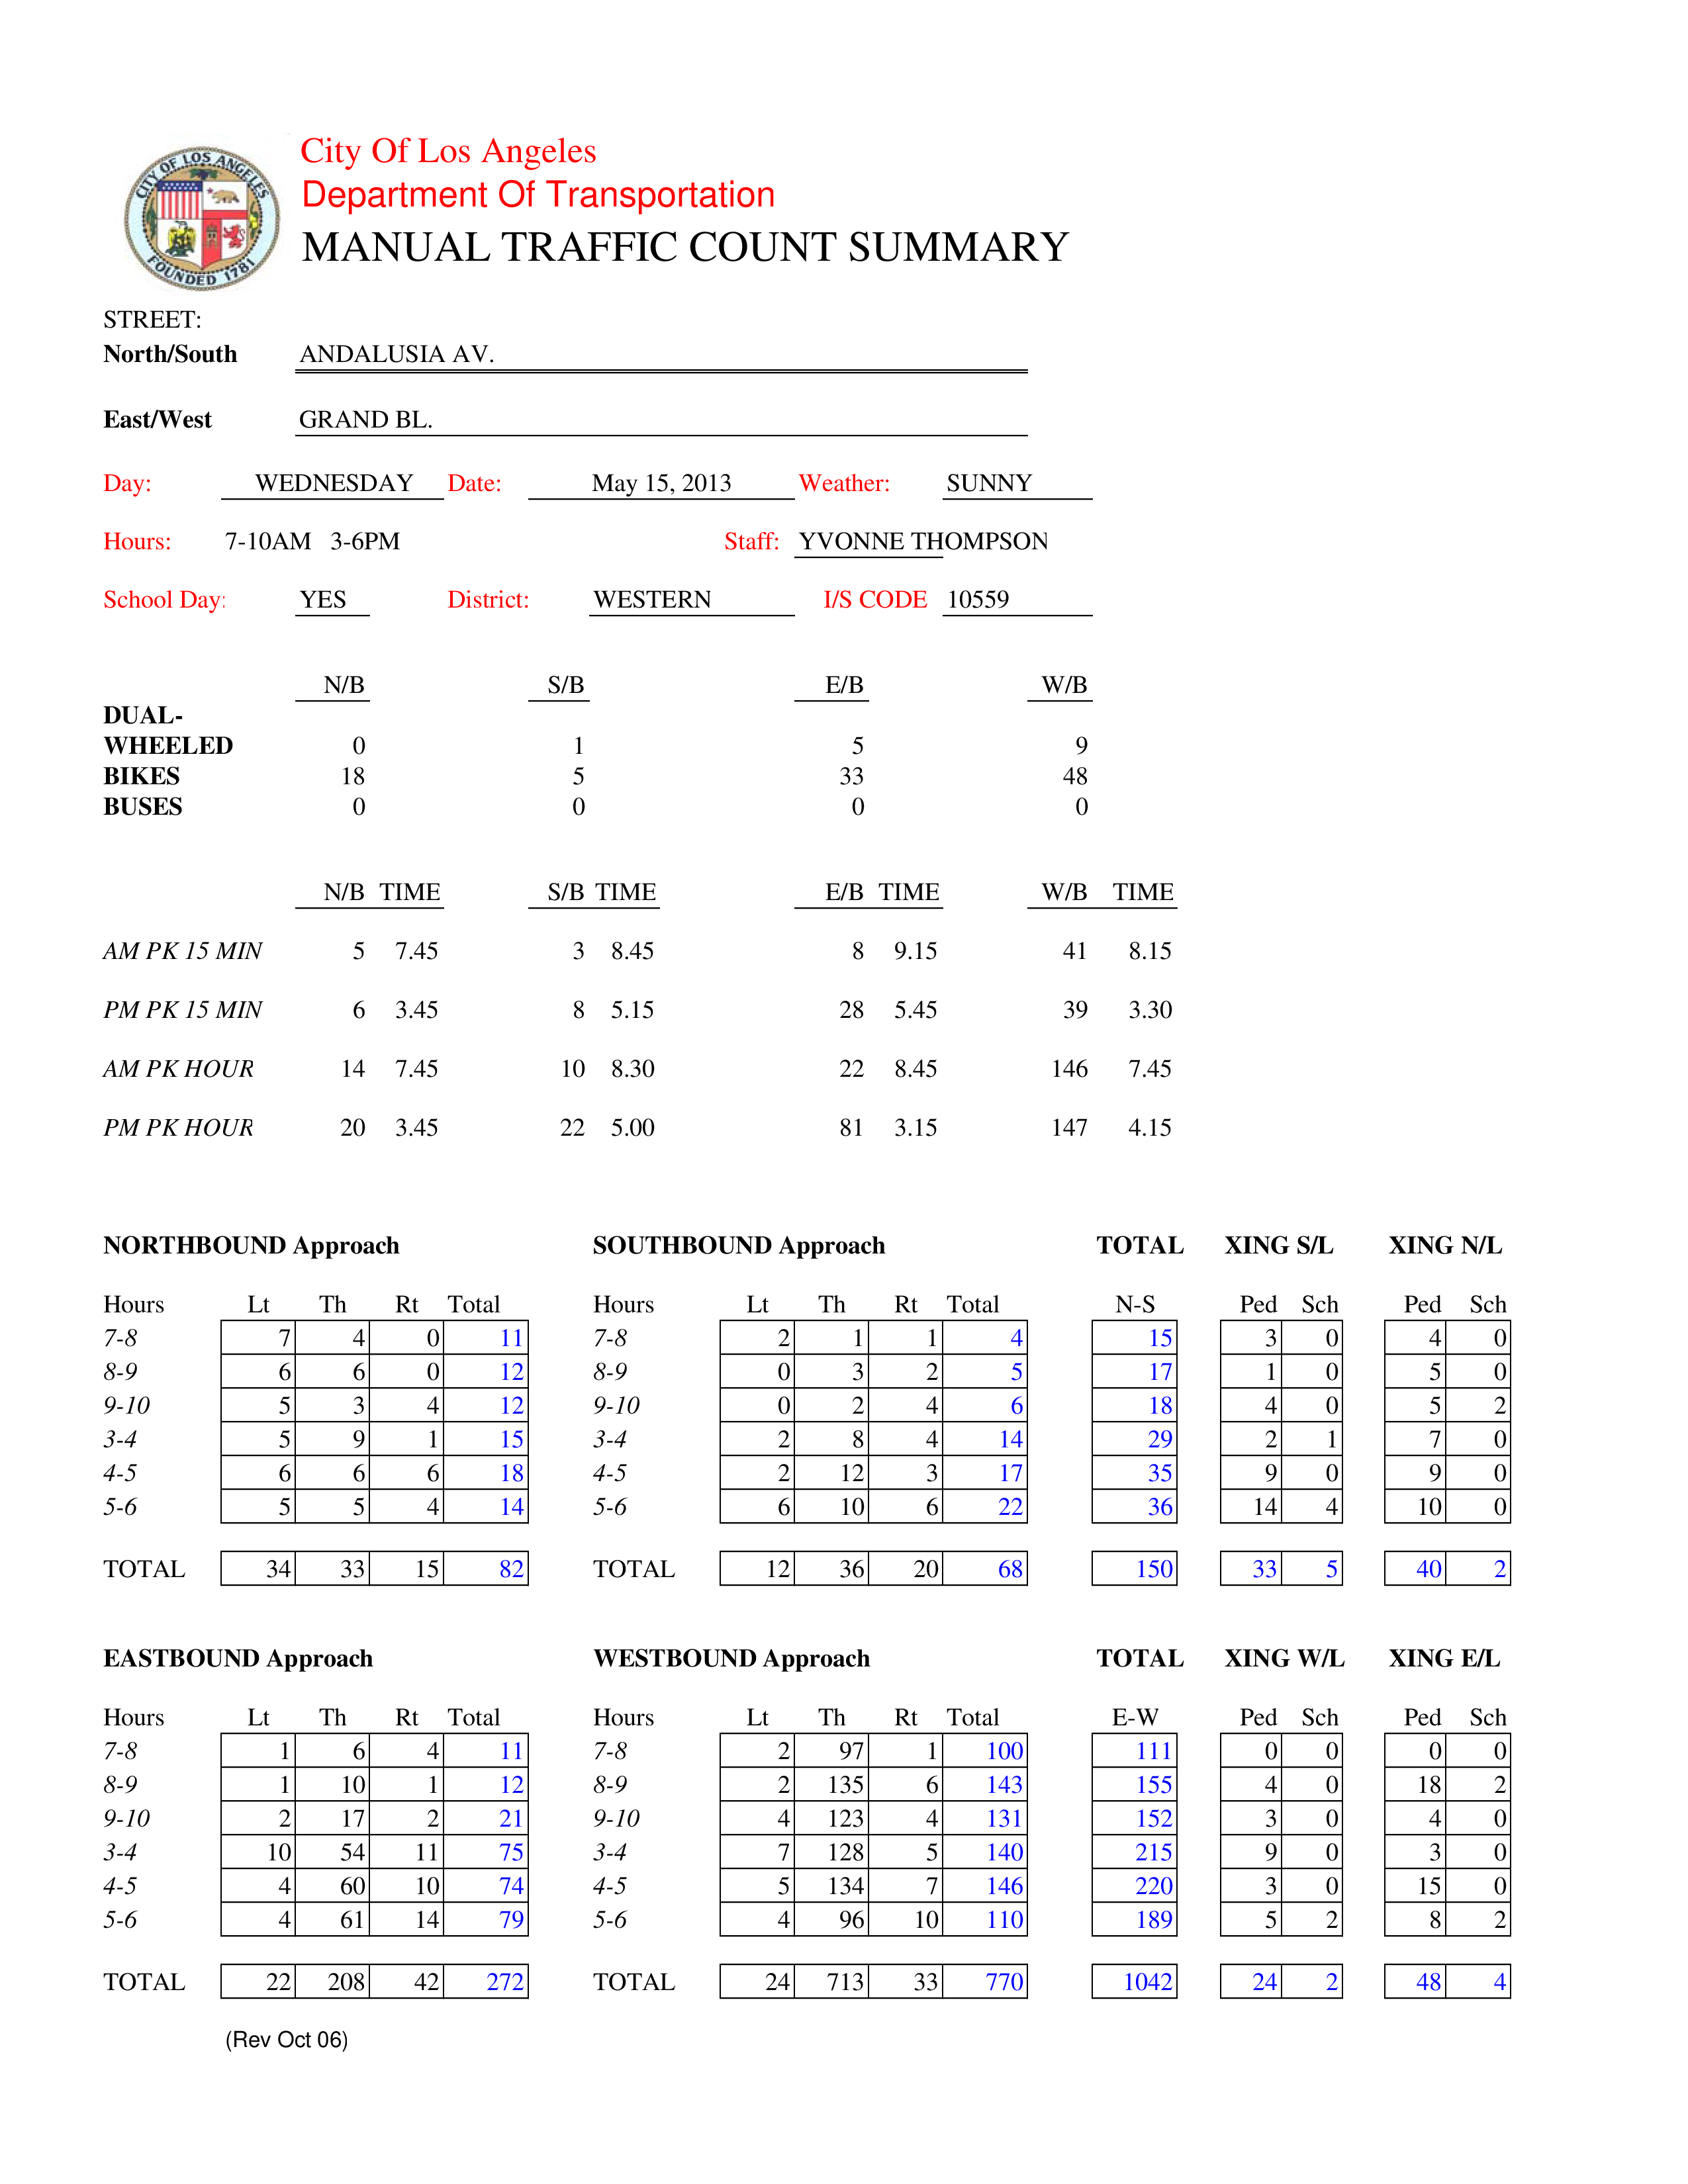 CITY OF LOS ANGELES
FOUNDED 1781
City Of Los Angeles
Department Of Transportation
MANUAL TRAFFIC COUNT SUMMARY
STREET:
North/South ANDALUSIA AV.
East/West GRAND BL.
Day: WEDNESDAY Date: May 15, 2013 Weather: SUNNY
Hours: 7-10AM 3-6PM Staff: YVONNE THOMPSON
School Day: YES District: WESTERN I/S CODE 10559
N/B S/B E/B W/B
DUAL-
WHEELED 0 1 5 9
BIKES 18 5 33 48
BUSES 0 0 0 0
N/B TIME S/B TIME E/B TIME W/B TIME
AM PK 15 MIN 5 7.45 3 8.45 8 9.15 41 8.15
PM PK 15 MIN 6 3.45 8 5.15 28 5.45 39 3.30
AM PK HOUR 14 7.45 10 8.30 22 8.45 146 7.45
PM PK HOUR 20 3.45 22 5.00 81 3.15 147 4.15
NORTHBOUND Approach SOUTHBOUND Approach TOTAL XING S/L XING N/L
Hours Lt Th Rt Total Hours Lt Th Rt Total N-S Ped Sch Ped Sch
7-8 7 4 0 11 7-8 2 1 1 4 15 3 0 4 0
8-9 6 6 0 12 8-9 0 3 2 5 17 1 0 5 0
9-10 5 3 4 12 9-10 0 2 4 6 18 4 0 5 2
3-4 5 9 1 15 3-4 2 8 4 14 29 2 1 7 0
4-5 6 6 6 18 4-5 2 12 3 17 35 9 0 9 0
5-6 5 5 4 14 5-6 6 10 6 22 36 14 4 10 0
TOTAL 34 33 15 82 TOTAL 12 36 20 68 150 33 5 40 2
EASTBOUND Approach WESTBOUND Approach TOTAL XING W/L XING E/L
Hours Lt Th Rt Total Hours Lt Th Rt Total E-W Ped Sch Ped Sch
7-8 1 6 4 11 7-8 2 97 1 100 111 0 0 0 0
8-9 1 10 1 12 8-9 2 135 6 143 155 4 0 18 2
9-10 2 17 2 21 9-10 4 123 4 131 152 3 0 4 0
3-4 10 54 11 75 3-4 7 128 5 140 215 9 0 3 0
4-5 4 60 10 74 4-5 5 134 7 146 220 3 0 15 0
5-6 4 61 14 79 5-6 4 96 10 110 189 5 2 8 2
TOTAL 22 208 42 272 TOTAL 24 713 33 770 1042 24 2 48 4
(Rev Oct 06)